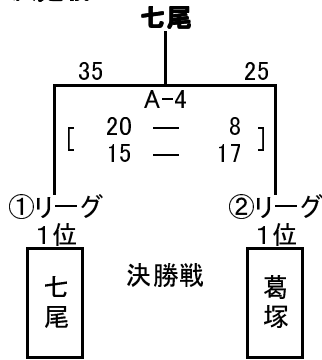 七尾
35 25
A-4
[ 20 — 8 ]
15 — 17
①リーグ ②リーグ
1位 1位
七尾 決勝戦 葛塚